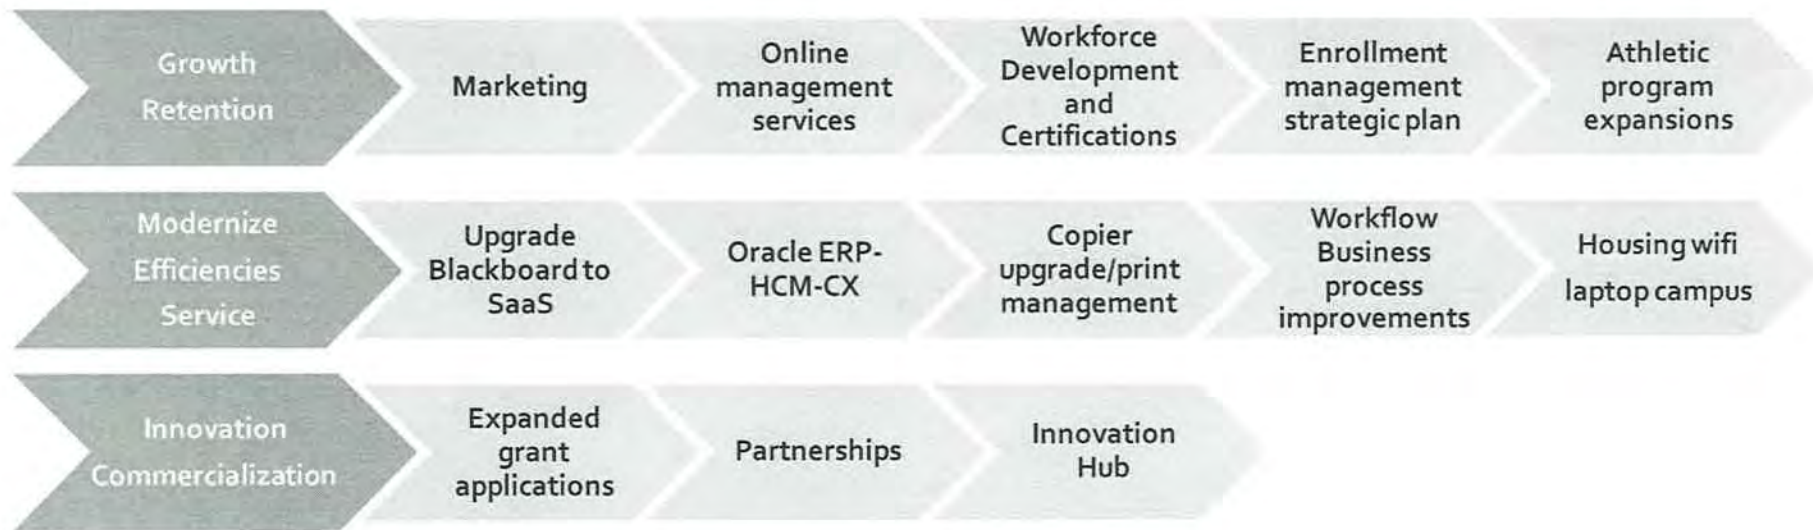 Growth
Retention
Marketing
Online
management
services
Workforce
Development
and
Certifications
Enrollment
management
strategic plan
Athletic
program
expansions
Modernize
Efficiencies
Service
Upgrade
Blackboard to
SaaS
Oracle ERP-
HCM-CX
Copier
upgrade/print
management
Workflow
Business
process
improvements
Housing wifi
laptop campus
Innovation
Commercialization
Expanded
grant
applications
Partnerships
Innovation
Hub